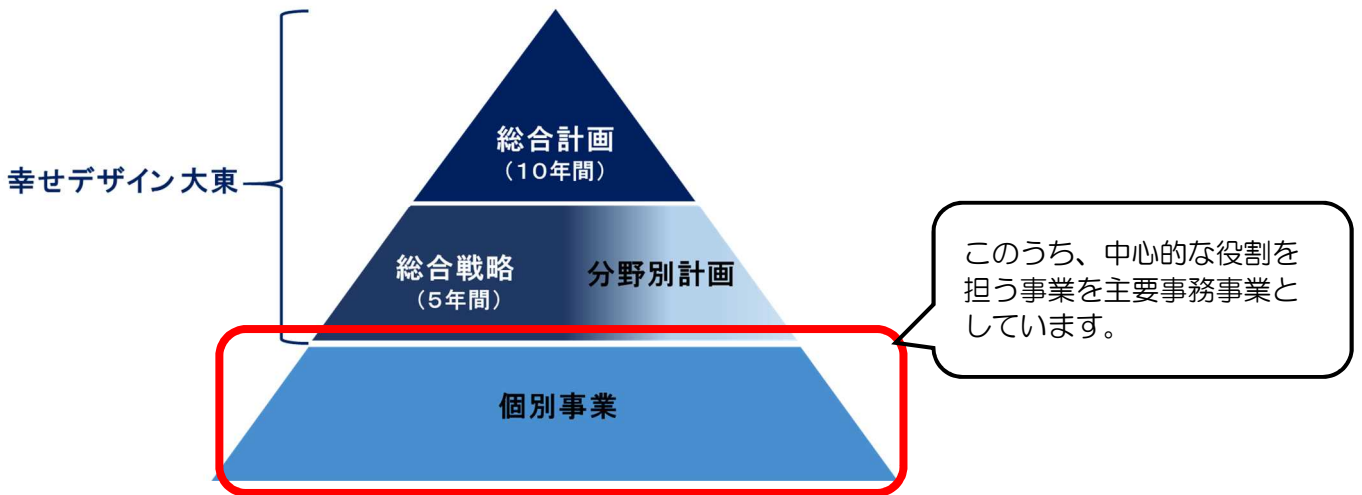 総合計画
（１０年間）
幸せデザイン大東
総合戦略
（５年間）
分野別計画
このうち、中心的な役割を
担う事業を主要事務事業と
しています。
個別事業